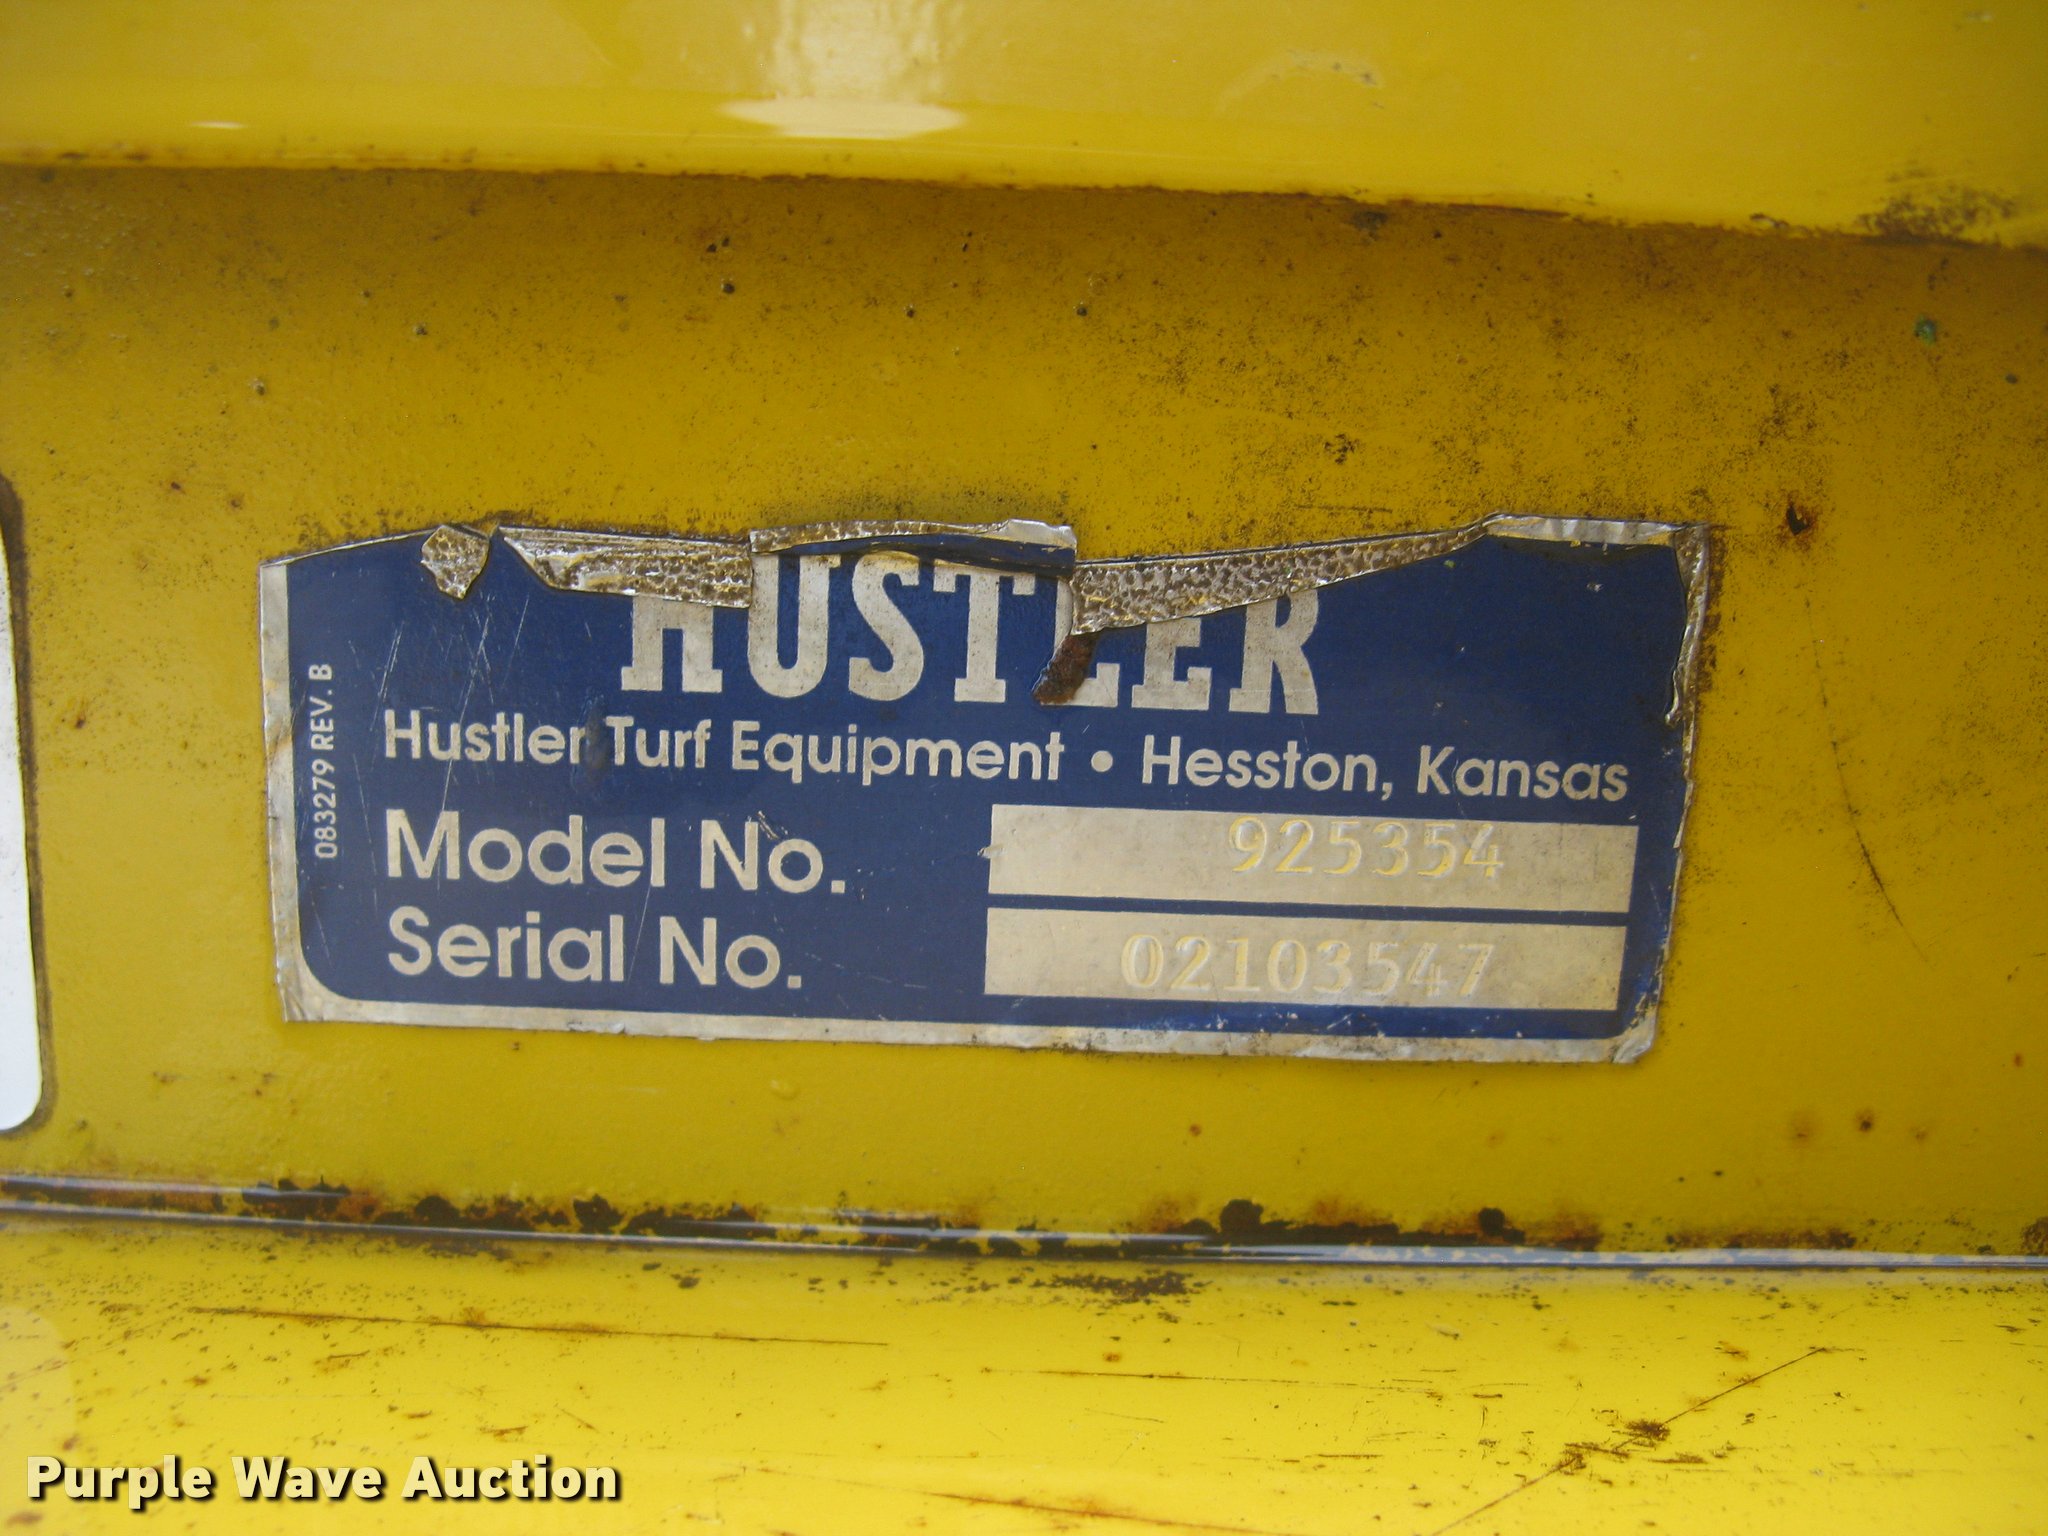 HUSTLER
Hustler Turf Equipment • Hesston, Kansas
Model No. 925354
Serial No. 02103547
083279 REV. B
Purple Wave Auction